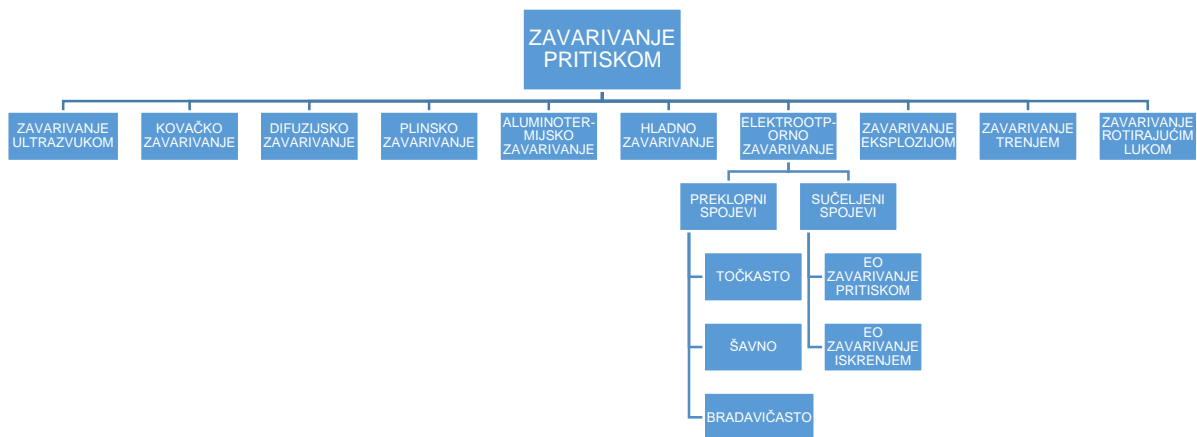 ZAVARIVANJE
PRITISKOM
ZAVARIVANJE
ULTRAZVUKOM
KOVAČKO
ZAVARIVANJE
DIFUZIJSKO
ZAVARIVANJE
PLINSKO
ZAVARIVANJE
ALUMINOTER-
MIJSKO
ZAVARIVANJE
HLADNO
ZAVARIVANJE
ELEKTROOTP-
ORNO
ZAVARIVANJE
ZAVARIVANJE
EKSPLOZIJOM
ZAVARIVANJE
TRENJEM
ZAVARIVANJE
ROTIRAJUĆIM
LUKOM
PREKLOPNI
SPOJEVI
SUČELJENI
SPOJEVI
TOČKASTO
EO
ZAVARIVANJE
PRITISKOM
ŠAVNO
EO
ZAVARIVANJE
ISKRENJEM
BRADAVIČASTO